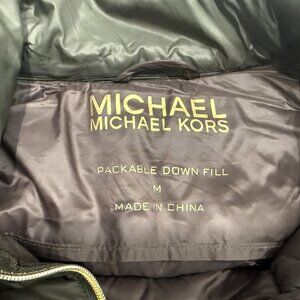 MICHAEL
MICHAEL KORS
PACKABLE DOWN FILL
M
MADE IN CHINA